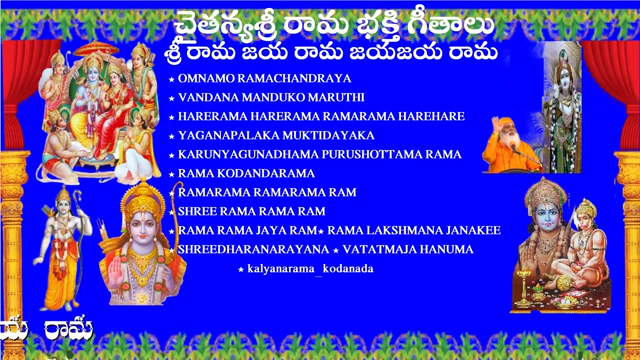 చైతన్యశ్రీ రామ భక్తి గీతాలు
శ్రీ రామ జయ రామ జయజయ రామ
★ OMNAMO RAMACHANDRAYA
★ VANDANA MANDUKO MARUTHI
★ HARERAMA HARERAMA RAMARAMA HAREHARE
★ YAGANAPALAKA MUKTIDAYAKA
★ KARUNYAGUNADHAMA PURUSHOTTAMA RAMA
★ RAMA KODANDARAMA
★ RAMARAMA RAMARAMA RAM
★ SHREE RAMA RAMA RAM
★ RAMA RAMA JAYA RAM★ RAMA LAKSHMANA JANAKEE
★ SHREEDHARANARAYANA ★ VATATMAJA HANUMA
★ kalyanarama_kodanada
రామ